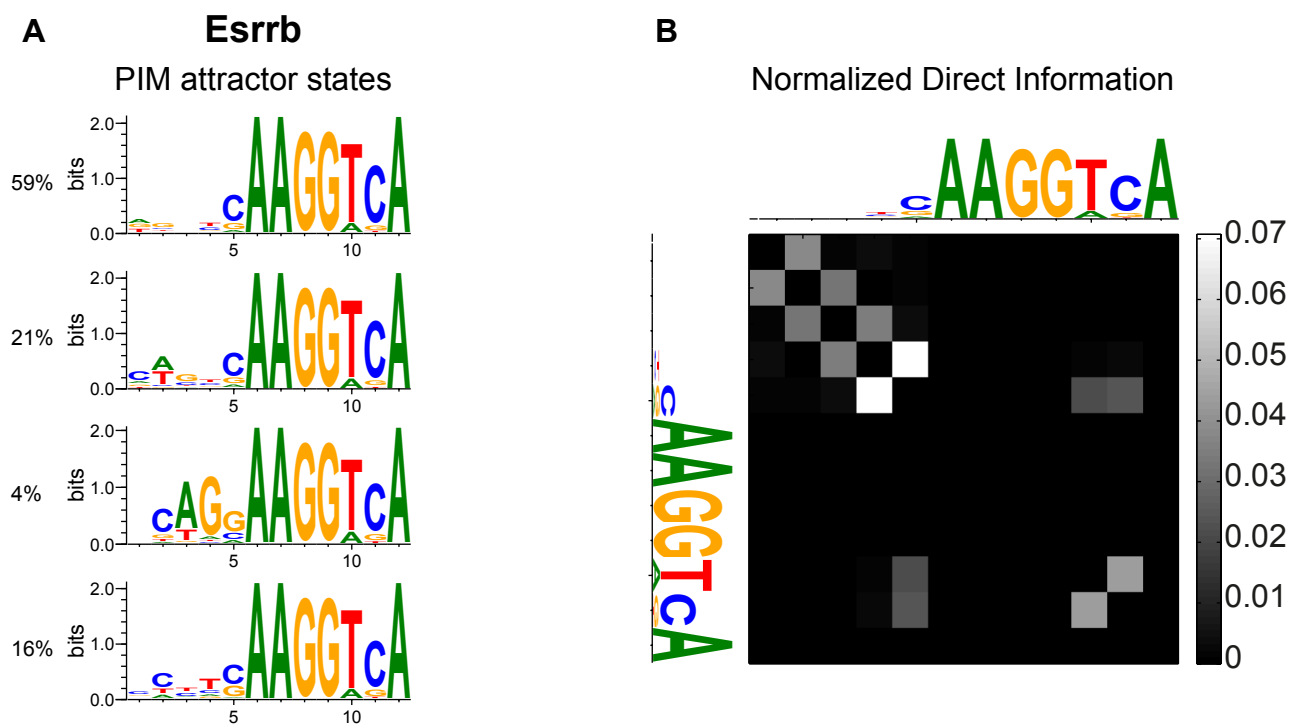 A
Esrrb
PIM attractor states
59%
bits
2.0
1.0
0.0
5
10
CAAGGTCA
21%
bits
2.0
1.0
0.0
5
10
CAAGGTCA
4%
bits
2.0
1.0
0.0
5
10
CAGGAAGGTCA
16%
bits
2.0
1.0
0.0
5
10
CAAGGTCA
B
Normalized Direct Information
CAAGGTCA
CAAGGTCA
0.07
0.06
0.05
0.04
0.03
0.02
0.01
0